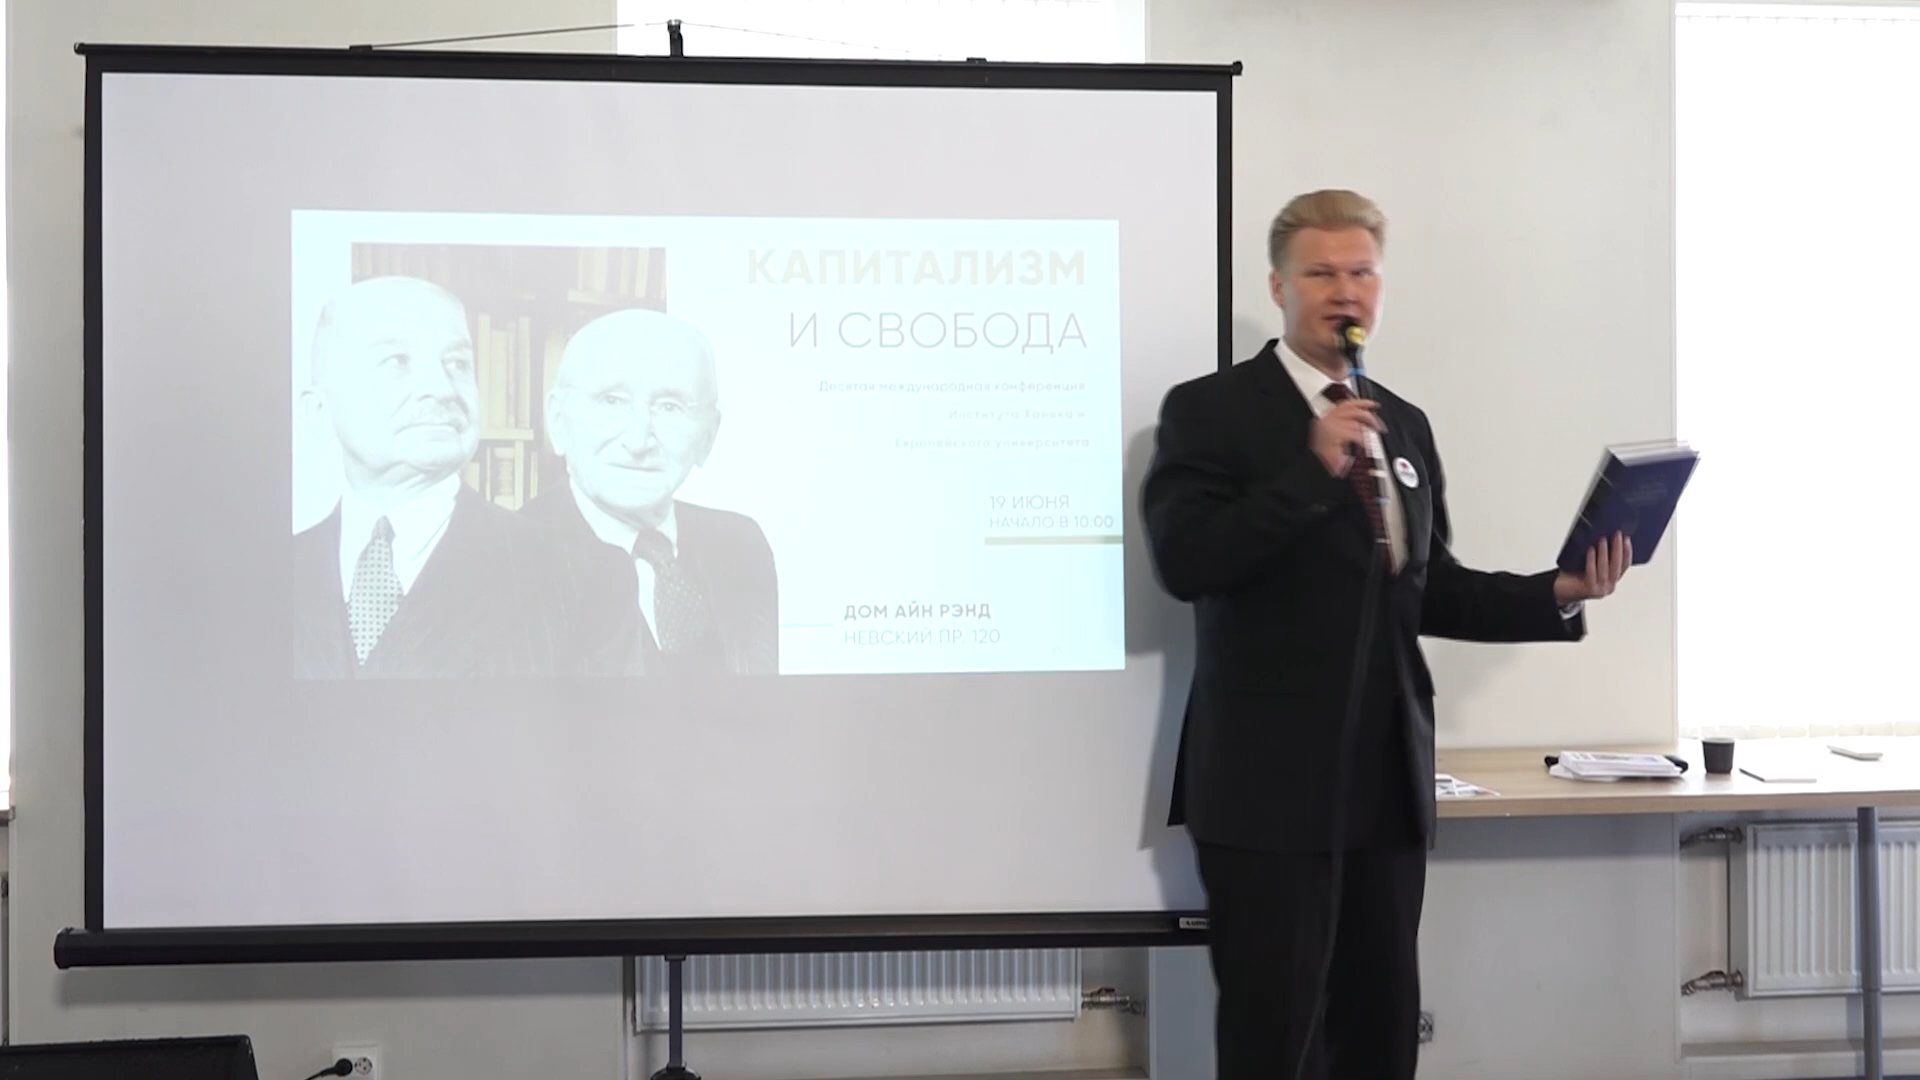 КАПИТАЛИЗМ
И СВОБОДА
Десятая международная конференция
Института Хайека и
Европейского университета
19 ИЮНЯ
НАЧАЛО В 10:00
ДОМ АЙН РЭНД
НЕВСКИЙ ПР. 120